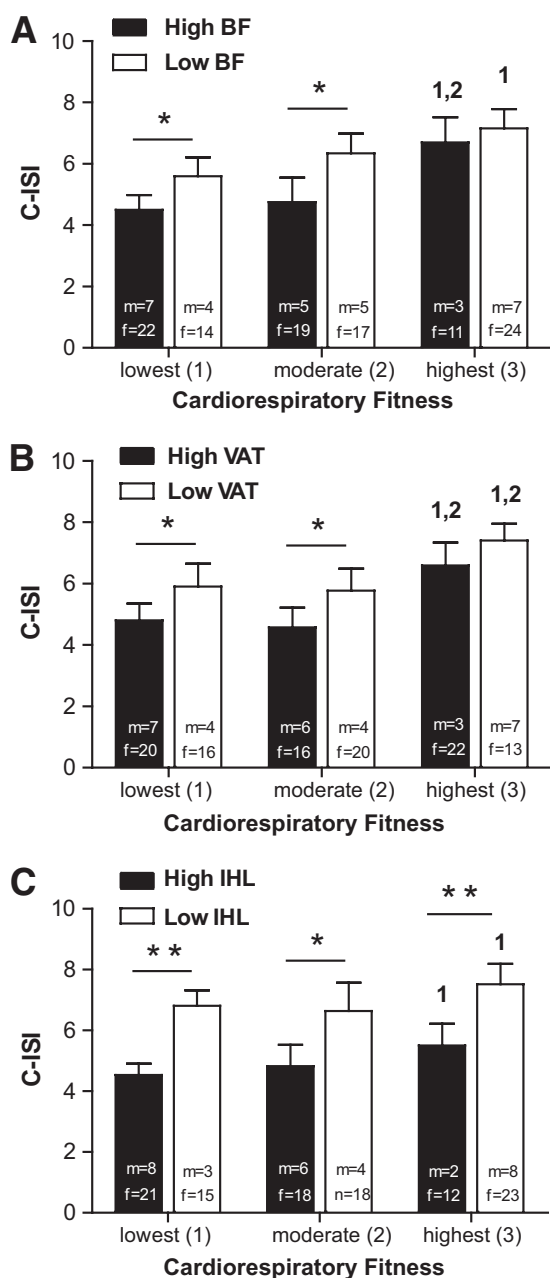 A
High BF
Low BF
10
8
6
4
2
0
C-ISI
*
*
1,2
1
m=7
f=22
m=4
f=14
m=5
f=19
m=5
f=17
m=3
f=11
m=7
f=24
lowest (1)
moderate (2)
highest (3)
Cardiorespiratory Fitness
B
High VAT
Low VAT
10
8
6
4
2
0
C-ISI
*
*
1,2
1,2
m=7
f=20
m=4
f=16
m=6
f=16
m=4
f=20
m=3
f=22
m=7
f=13
lowest (1)
moderate (2)
highest (3)
Cardiorespiratory Fitness
C
High IHL
Low IHL
10
8
6
4
2
0
C-ISI
* *
*
* *
1
1
m=8
f=21
m=3
f=15
m=6
f=18
m=4
n=18
m=2
f=12
m=8
f=23
lowest (1)
moderate (2)
highest (3)
Cardiorespiratory Fitness